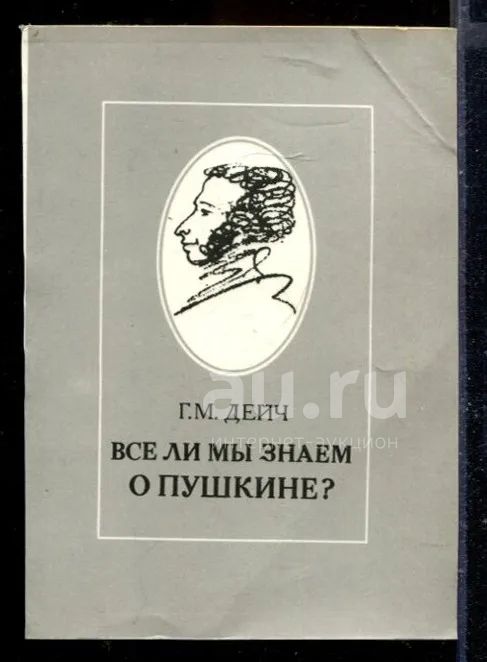 Г.М. ДЕЙЧ
ВСЕ ЛИ МЫ ЗНАЕМ
О ПУШКИНЕ?
au.ru
интернет-аукцион